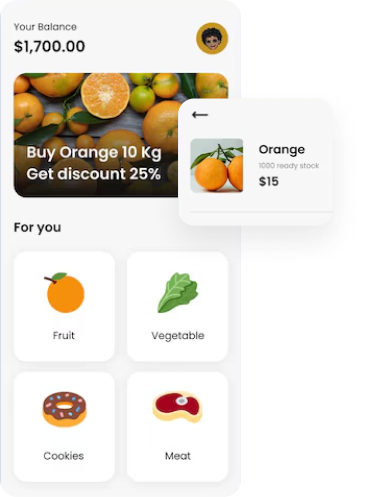 Your Balance
$1,700.00
Buy Orange 10 Kg
Get discount 25%
Orange
1000 ready stock
$15
For you
Fruit
Vegetable
Cookies
Meat